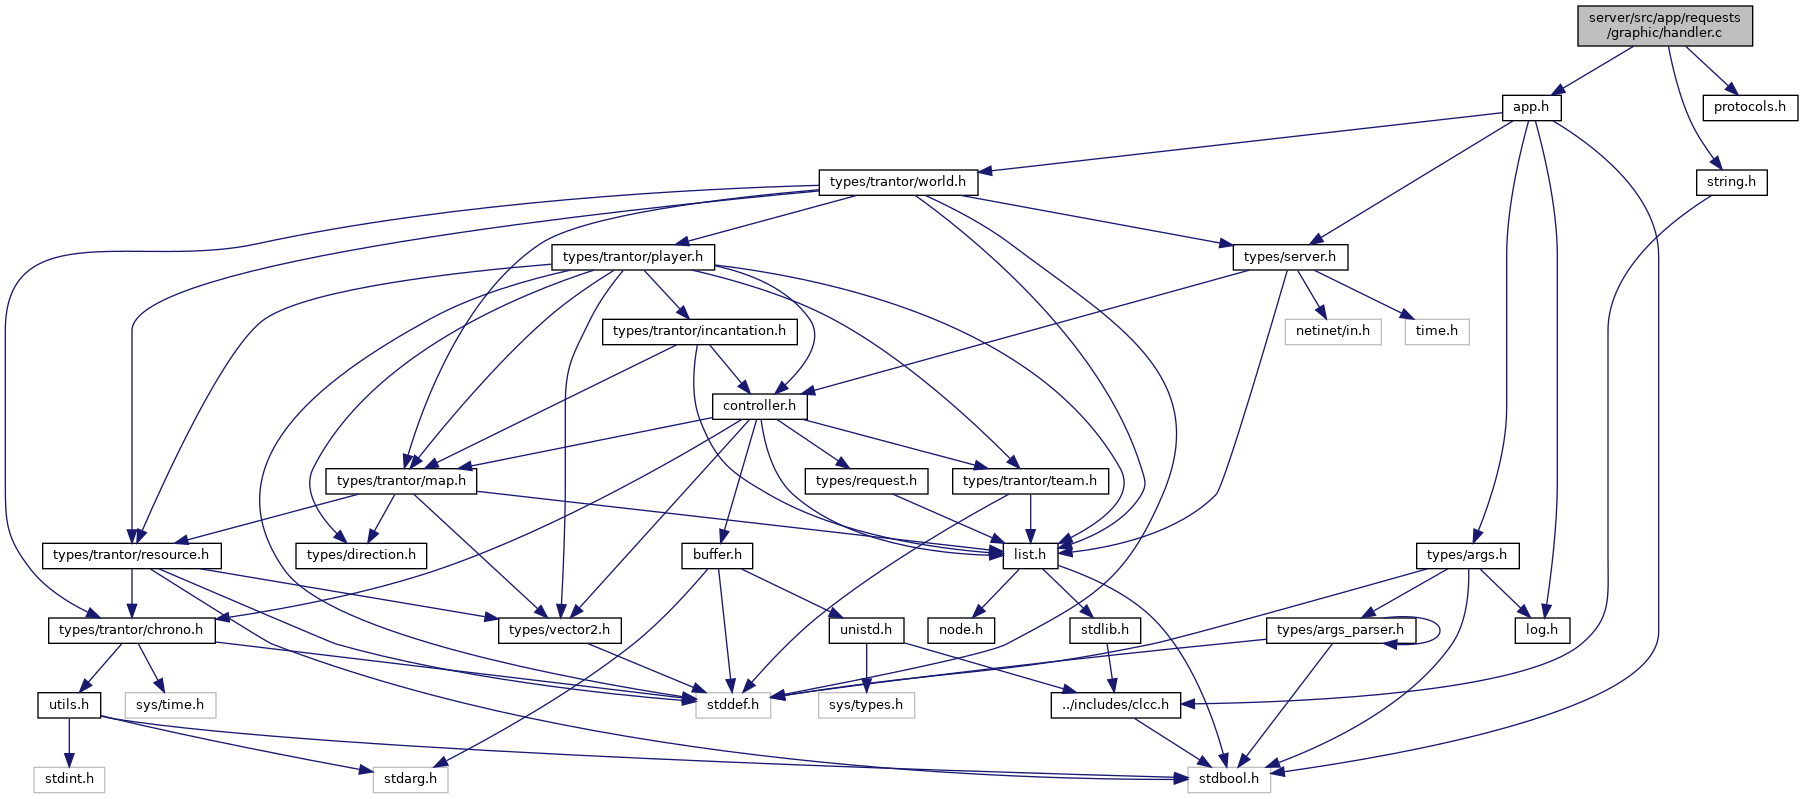 server/src/app/requests
/graphic/handler.c
app.h
protocols.h
types/trantor/world.h
string.h
types/trantor/player.h
types/server.h
types/trantor/incantation.h
netinet/in.h
time.h
controller.h
types/trantor/map.h
types/request.h
types/trantor/team.h
types/trantor/resource.h
types/direction.h
buffer.h
list.h
types/args.h
types/trantor/chrono.h
types/vector2.h
unistd.h
node.h
stdlib.h
types/args_parser.h
log.h
utils.h
sys/time.h
stddef.h
sys/types.h
../includes/clcc.h
stdint.h
stdarg.h
stdbool.h